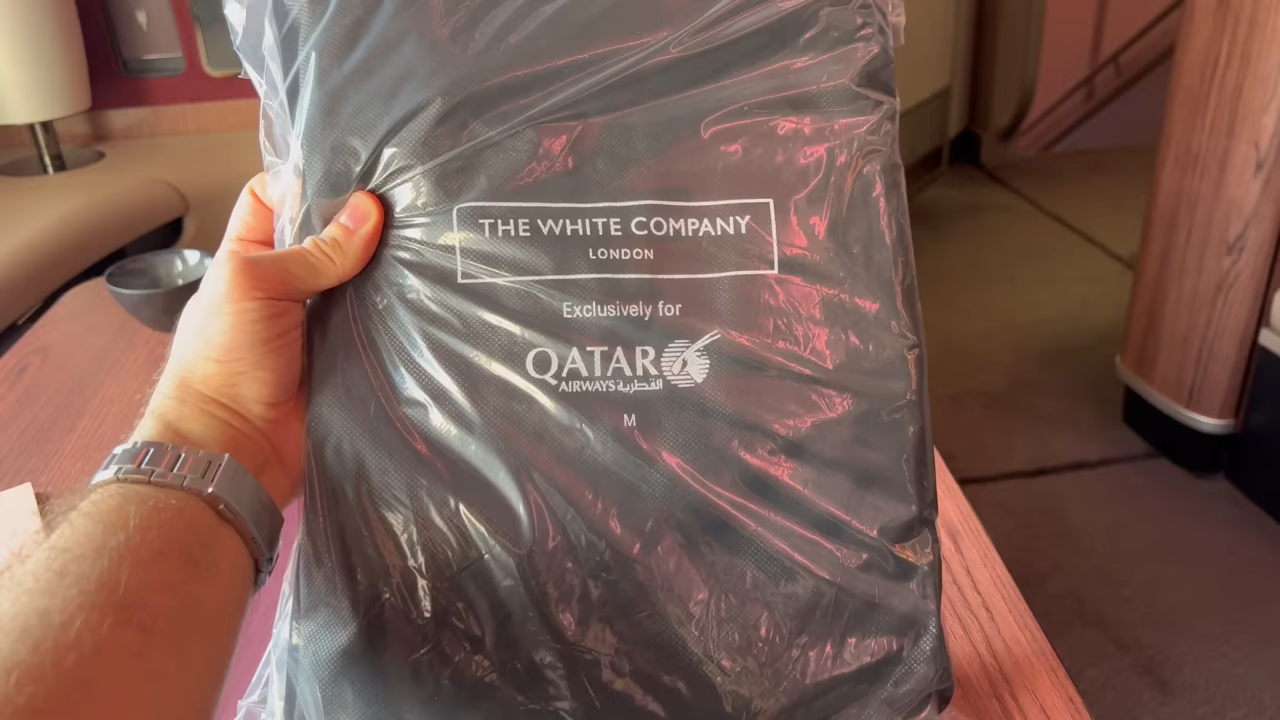 THE WHITE COMPANY
LONDON
Exclusively for
QATAR
AIRWAYS القطرية
M